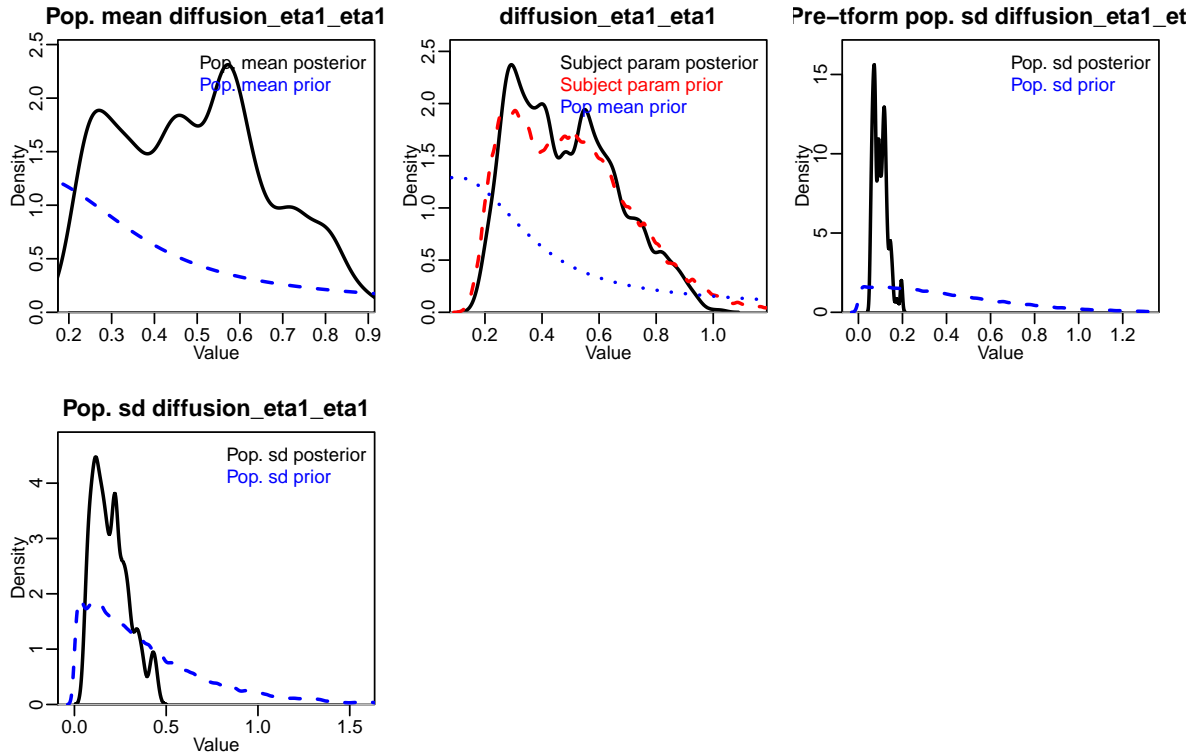 Pop. mean diffusion_eta1_eta1
Pop. mean posterior
Pop. mean prior
Density
0.0 0.5 1.0 1.5 2.0 2.5
0.2 0.3 0.4 0.5 0.6 0.7 0.8 0.9
Value
diffusion_eta1_eta1
Subject param posterior
Subject param prior
Pop mean prior
Density
0.0 0.5 1.0 1.5 2.0 2.5
0.2 0.4 0.6 0.8 1.0
Value
Pre−tform pop. sd diffusion_eta1_et
Pop. sd posterior
Pop. sd prior
Density
0 5 10 15
0.0 0.2 0.4 0.6 0.8 1.0 1.2
Value
Pop. sd diffusion_eta1_eta1
Pop. sd posterior
Pop. sd prior
Density
0 1 2 3 4
0.0 0.5 1.0 1.5
Value